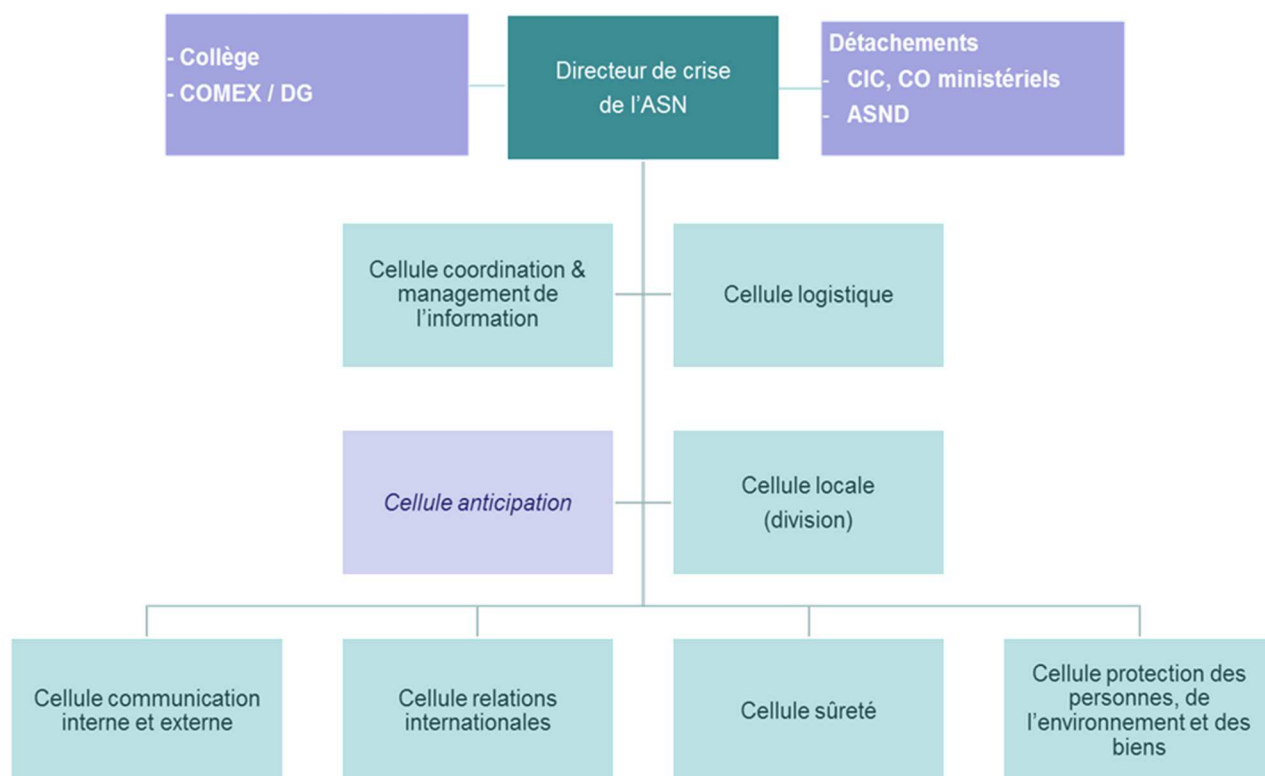 - Collège
- COMEX / DG
Directeur de crise
de l’ASN
Détachements
- CIC, CO ministériels
- ASND
Cellule coordination &
management de
l’information
Cellule logistique
Cellule anticipation
Cellule locale
(division)
Cellule communication
interne et externe
Cellule relations
internationales
Cellule sûreté
Cellule protection des
personnes, de
l’environnement et des
biens